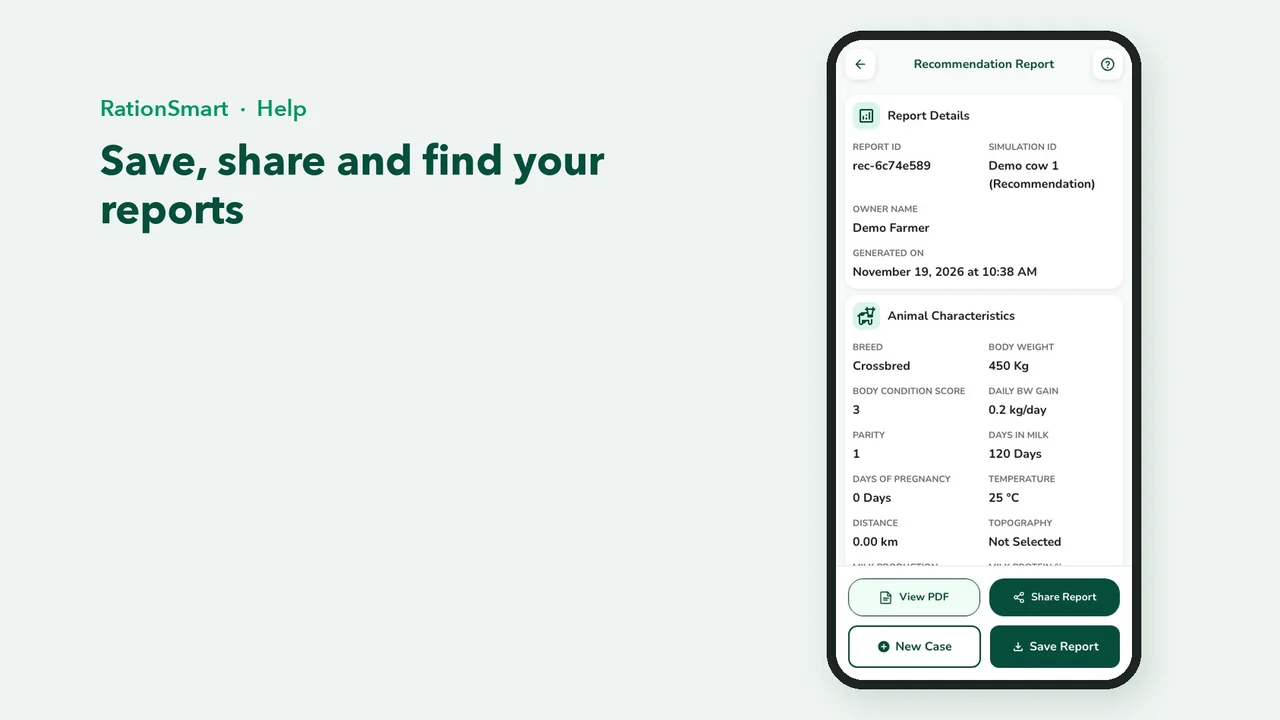 RationSmart · Help
Save, share and find your
reports
Recommendation Report
Report Details
REPORT ID
rec-6c74e589
SIMULATION ID
Demo cow 1
(Recommendation)
OWNER NAME
Demo Farmer
GENERATED ON
November 19, 2026 at 10:38 AM
Animal Characteristics
BREED
Crossbred
BODY WEIGHT
450 Kg
BODY CONDITION SCORE
3
DAILY BW GAIN
0.2 kg/day
PARITY
1
DAYS IN MILK
120 Days
DAYS OF PREGNANCY
0 Days
TEMPERATURE
25 °C
DISTANCE
0.00 km
TOPOGRAPHY
Not Selected
MILK PRODUCTION
MILK PROTEIN %
View PDF
Share Report
New Case
Save Report